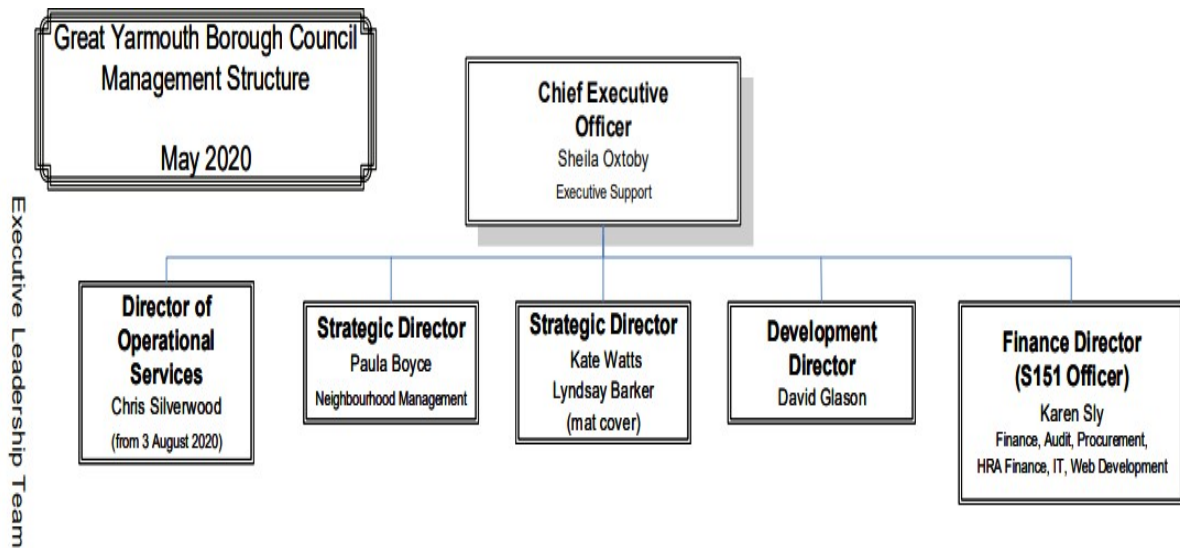 Great Yarmouth Borough Council
Management Structure
May 2020
Executive Leadership Team
Chief Executive
Officer
Sheila Oxtoby
Executive Support
Director of
Operational
Services
Chris Silverwood
(from 3 August 2020)
Strategic Director
Paula Boyce
Neighbourhood Management
Strategic Director
Kate Watts
Lyndsay Barker
(mat cover)
Development
Director
David Glason
Finance Director
(S151 Officer)
Karen Sly
Finance, Audit, Procurement,
HRA Finance, IT, Web Development